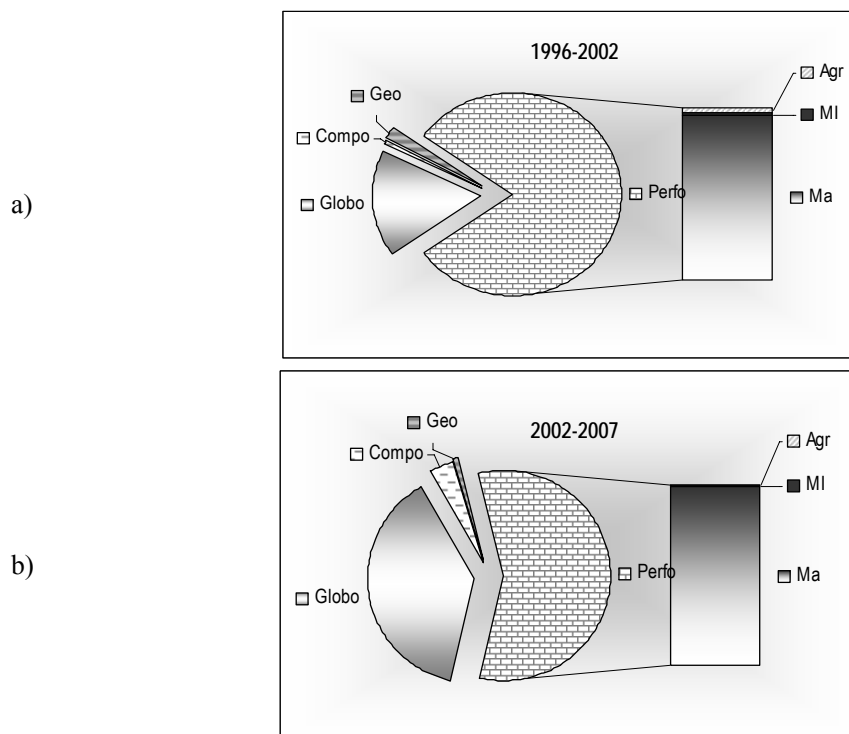 a)
1996-2002
Agr
Geo
MI
Compo
Perfo
Ma
Globo
b)
2002-2007
Geo
Agr
Compo
MI
Perfo
Ma
Globo